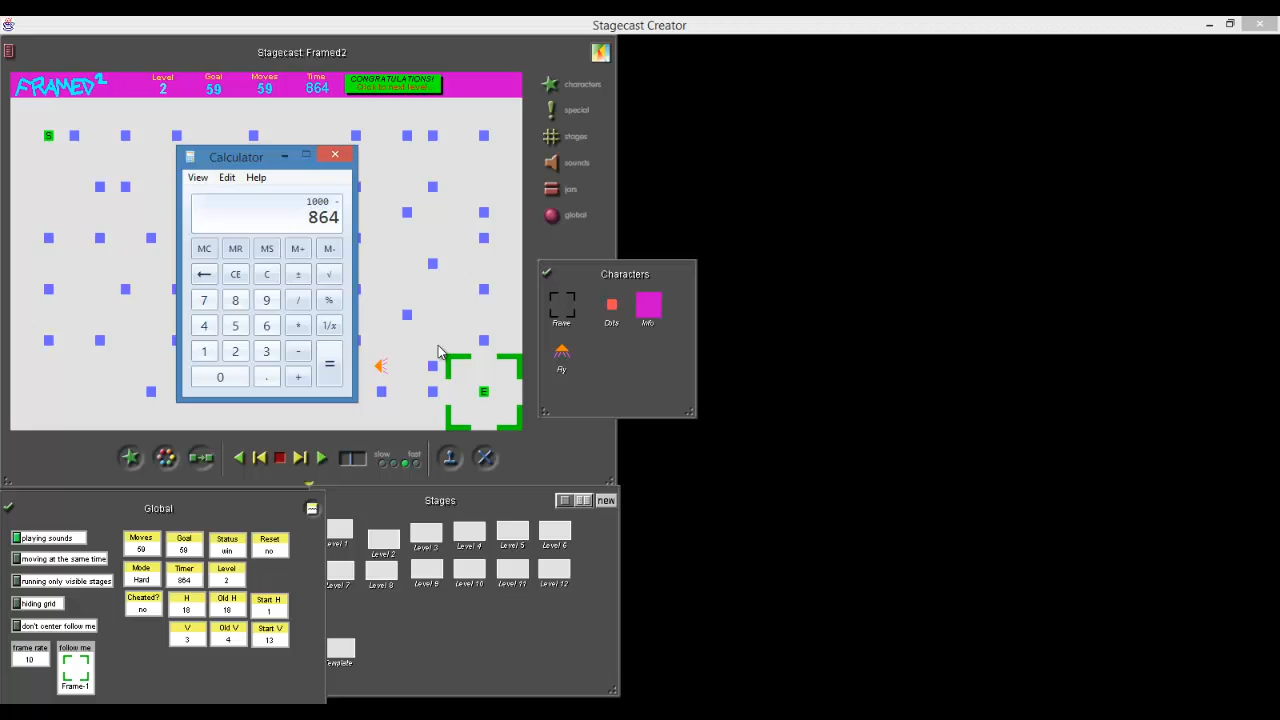 Stagecast Creator
Stagecast: Framed2
FRAMED²
Level Goal Moves Time
2 59 59 864
CONGRATULATIONS!
Click to next level
S
E
characters
special
stages
sounds
jars
global
Calculator
View Edit Help
1000 -
864
MC MR MS M+ M-
← CE C ± √
7 8 9 / %
4 5 6 * 1/x
1 2 3 -
0 . + =
Characters
Frame Dots Info
Fly
slow fast
Global
playing sounds
moving at the same time
running only visible stages
hiding grid
don't center follow me
frame rate
10
follow me
Frame-1
Moves Goal Status Reset
59 59 win no
Mode Timer Level
Hard 864 2
Cheated? H Old H Start H
no 18 18 1
V Old V Start V
3 4 13
Stages
new
Level 2 Level 3 Level 4 Level 5 Level 6
Level 8 Level 9 Level 10 Level 11 Level 12